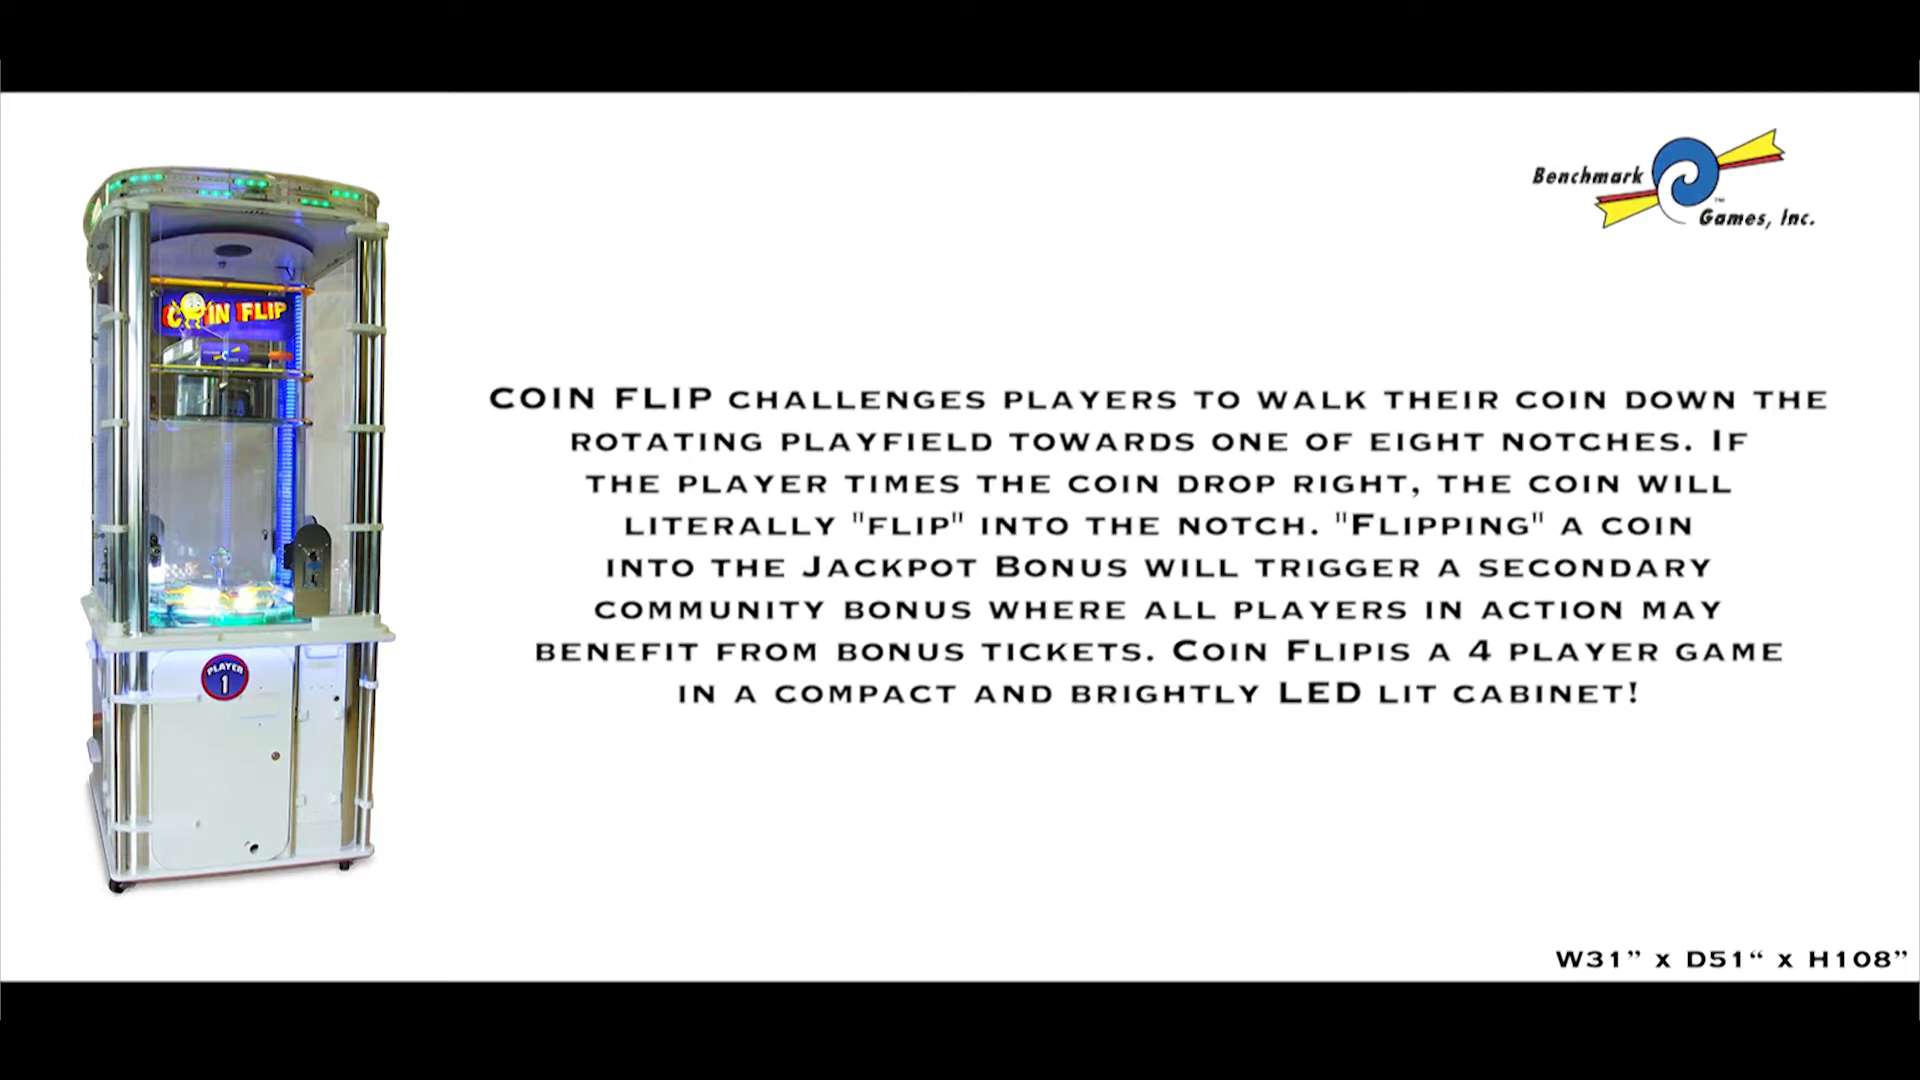 Benchmark
Games, Inc.
COIN FLIP
COIN FLIP CHALLENGES PLAYERS TO WALK THEIR COIN DOWN THE
ROTATING PLAYFIELD TOWARDS ONE OF EIGHT NOTCHES. IF
THE PLAYER TIMES THE COIN DROP RIGHT, THE COIN WILL
LITERALLY "FLIP" INTO THE NOTCH. "FLIPPING" A COIN
INTO THE JACKPOT BONUS WILL TRIGGER A SECONDARY
COMMUNITY BONUS WHERE ALL PLAYERS IN ACTION MAY
BENEFIT FROM BONUS TICKETS. COIN FLIPIS A 4 PLAYER GAME
IN A COMPACT AND BRIGHTLY LED LIT CABINET!
PLAYER
1
W31” x D51“ x H108”